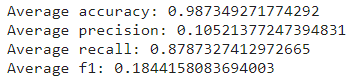 Average accuracy: 0.987349271774292
Average precision: 0.10521377247394831
Average recall: 0.8787327412972665
Average f1: 0.1844158083694003